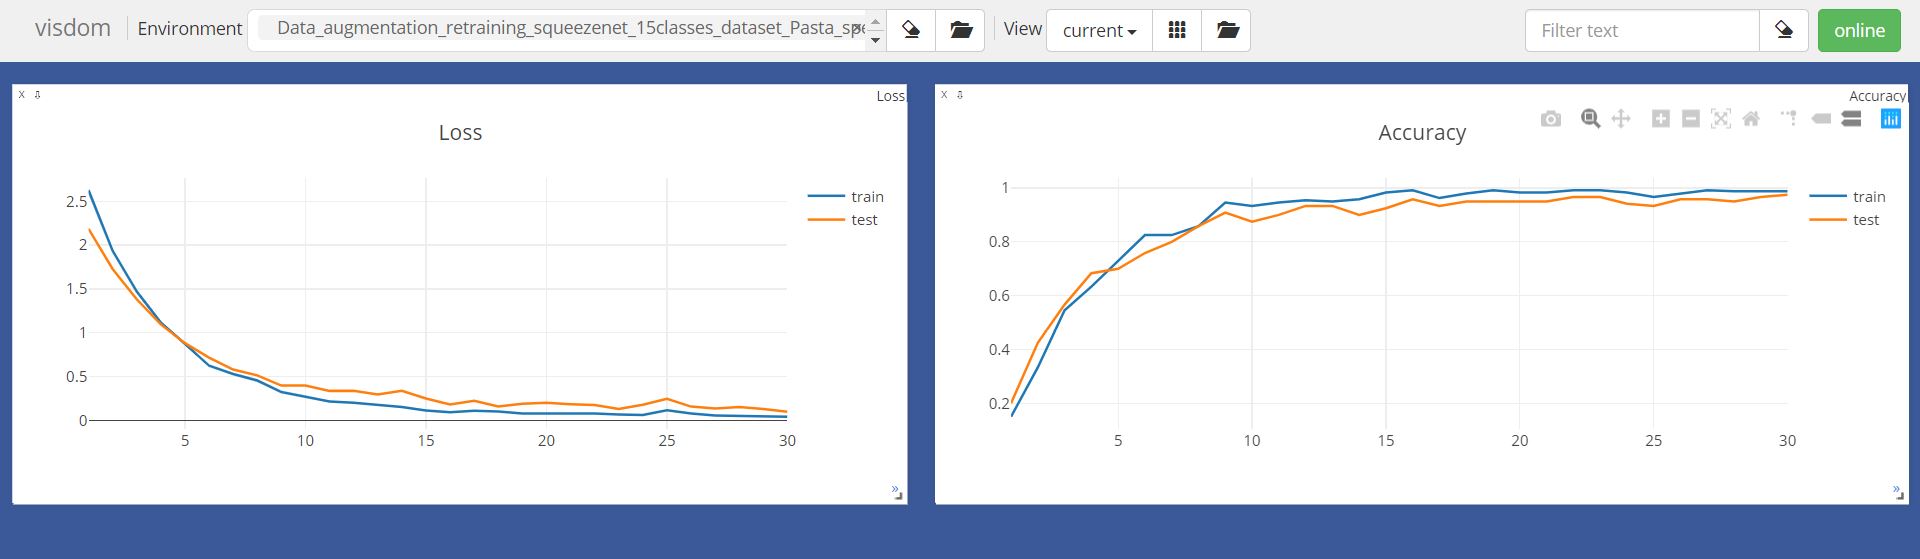 visdom Environment Data_augmentation_retraining_squeezenet_15classes_dataset_Pasta_spe View current Filter text online
X Loss
Loss
2.5
2
1.5
1
0.5
0
5 10 15 20 25 30
train
test
X Accuracy
Accuracy
1
0.8
0.6
0.4
0.2
5 10 15 20 25 30
train
test